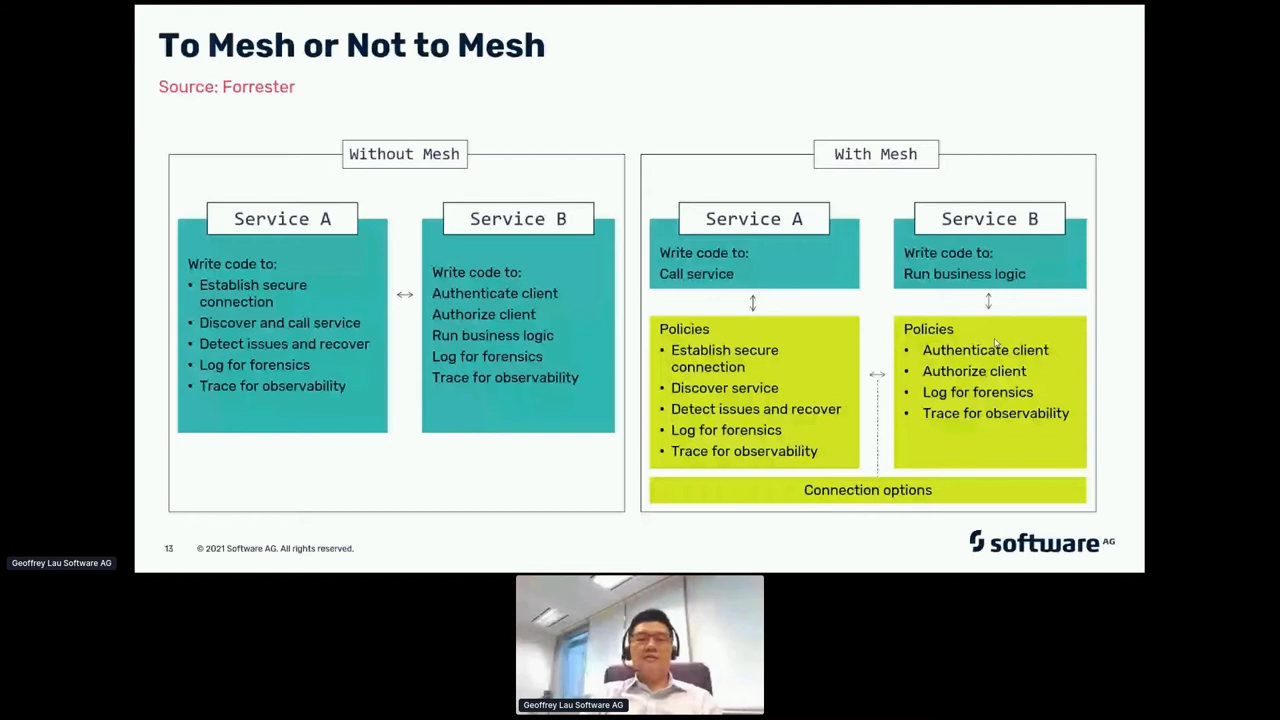 To Mesh or Not to Mesh
Source: Forrester
Without Mesh
Service A
Write code to:
• Establish secure
connection
• Discover and call service
• Detect issues and recover
• Log for forensics
• Trace for observability
Service B
Write code to:
Authenticate client
Authorize client
Run business logic
Log for forensics
Trace for observability
With Mesh
Service A
Write code to:
Call service
Policies
• Establish secure
connection
• Discover service
• Detect issues and recover
• Log for forensics
• Trace for observability
Service B
Write code to:
Run business logic
Policies
• Authenticate client
• Authorize client
• Log for forensics
• Trace for observability
Connection options
13
© 2021 Software AG. All rights reserved.
software AG
Geoffrey Lau Software AG
Geoffrey Lau Software AG